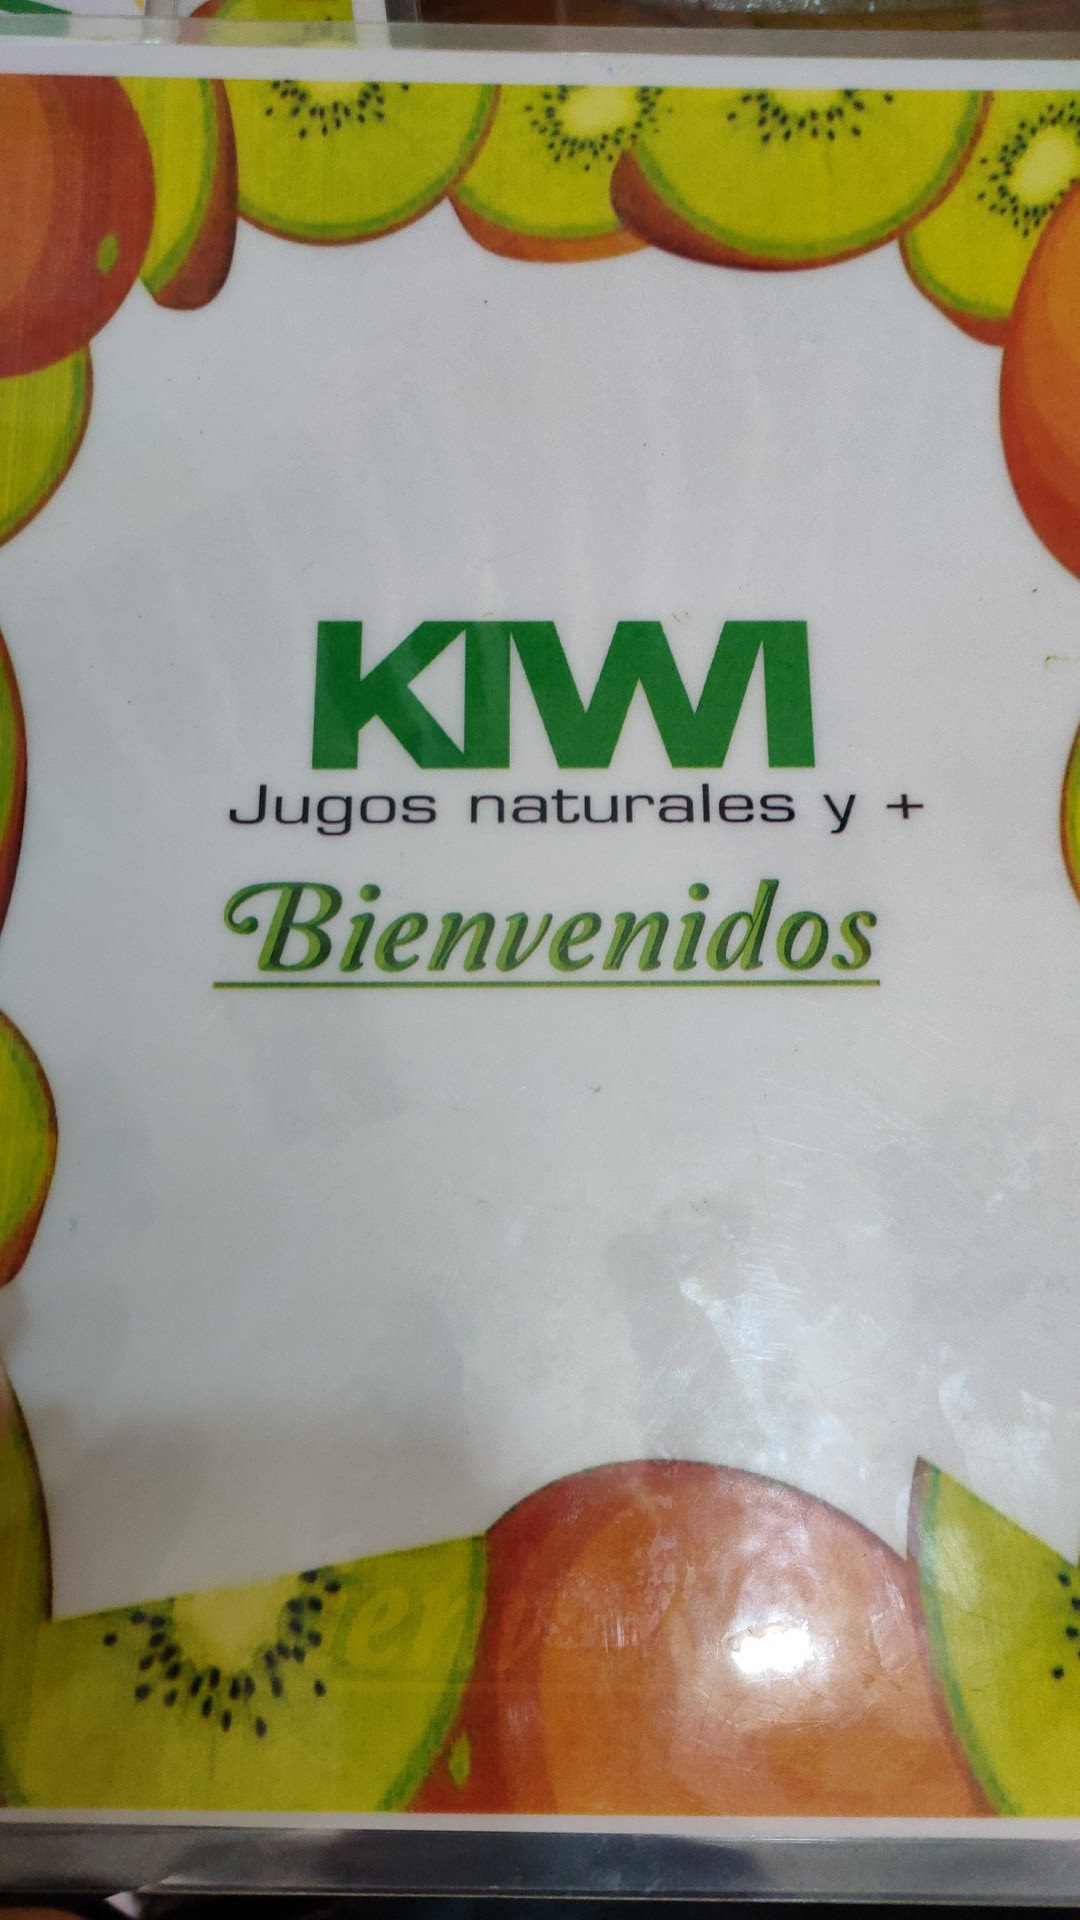 KIWI
Jugos naturales y +
Bienvenidos